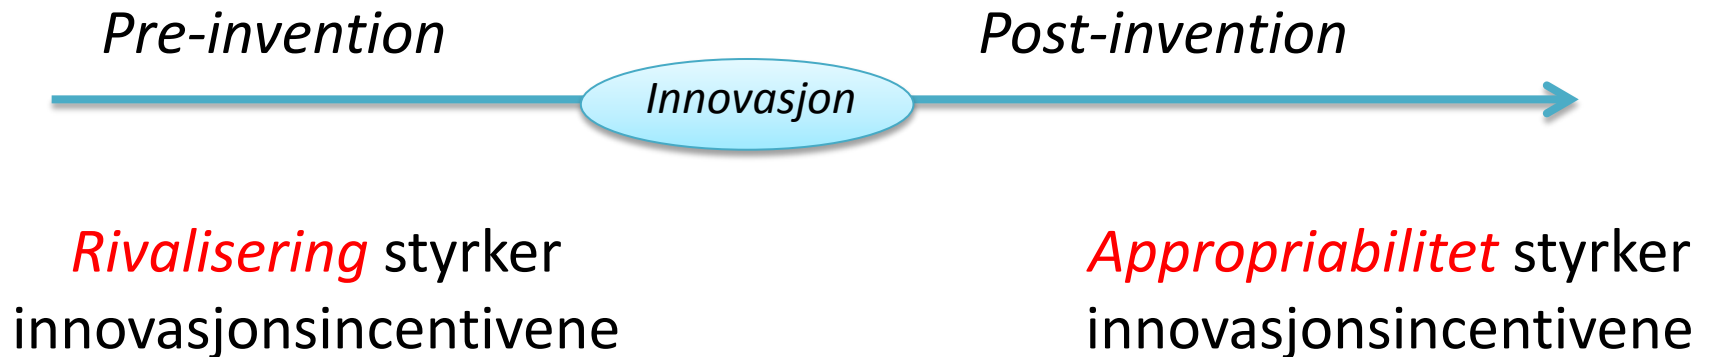 Pre-invention
Post-invention
Innovasjon
Rivalisering styrker
innovasjonsincentivene
Appropriabilitet styrker
innovasjonsincentivene